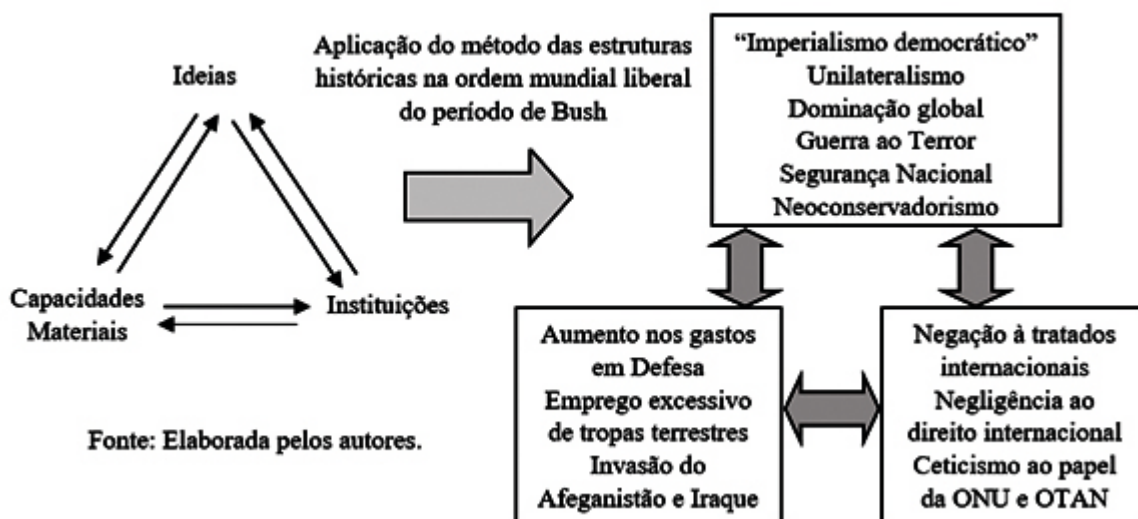 Ideias
Capacidades
Materiais
Instituições
Fonte: Elaborada pelos autores.
Aplicação do método das estruturas
históricas na ordem mundial liberal
do período de Bush
“Imperialismo democrático”
Unilateralismo
Dominação global
Guerra ao Terror
Segurança Nacional
Neoconservadorismo
Aumento nos gastos
em Defesa
Emprego excessivo
de tropas terrestres
Invasão do
Afeganistão e Iraque
Negação à tratados
internacionais
Negligência ao
direito internacional
Ceticismo ao papel
da ONU e OTAN